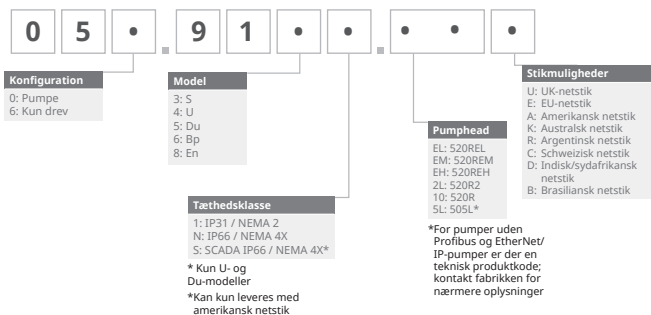 0 5 • . 9 1 • • . • • •
Konfiguration
0: Pumpe
6: Kun drev
Model
3: S
4: U
5: Du
6: Bp
8: En
Tæthedsklasse
1: IP31 / NEMA 2
N: IP66 / NEMA 4X
S: SCADA IP66 / NEMA 4X*
* Kun U- og
Du-modeller
*Kan kun leveres med
amerikansk netstik
Pumphead
EL: 520REL
EM: 520REM
EH: 520REH
2L: 520R2
10: 520R
5L: 505L*
*For pumper uden
Profibus og EtherNet/
IP-pumper er der en
teknisk produktkode;
kontakt fabrikken for
nærmere oplysninger
Stikmuligheder
U: UK-netstik
E: EU-netstik
A: Amerikansk netstik
K: Australsk netstik
R: Argentinsk netstik
C: Schweizisk netstik
D: Indisk/sydafrikansk
netstik
B: Brasiliansk netstik